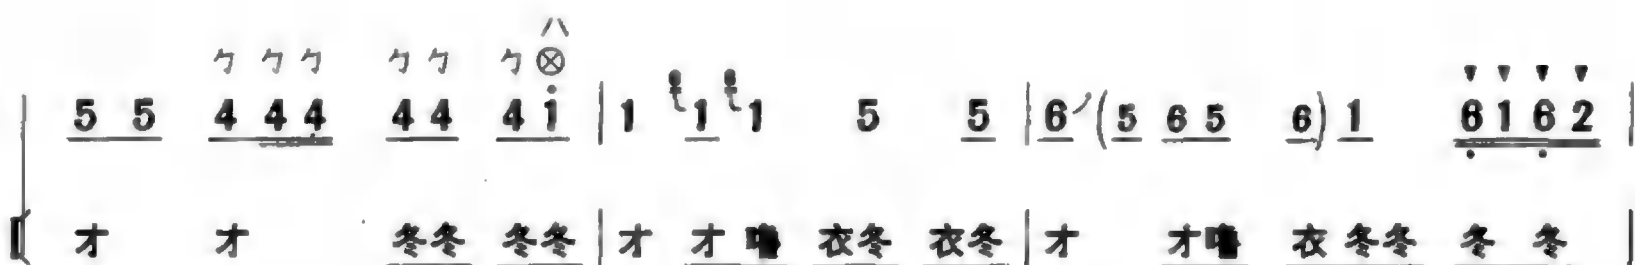 5 5 4 4 4 4 4 4 i | 1 1 1 5 5 | 6 (5 6 5 6) 1 6 1 6 2 |
才 才 冬冬 冬冬 | 才 才 衣冬 衣冬 | 才 才 衣 冬冬 冬 冬 |